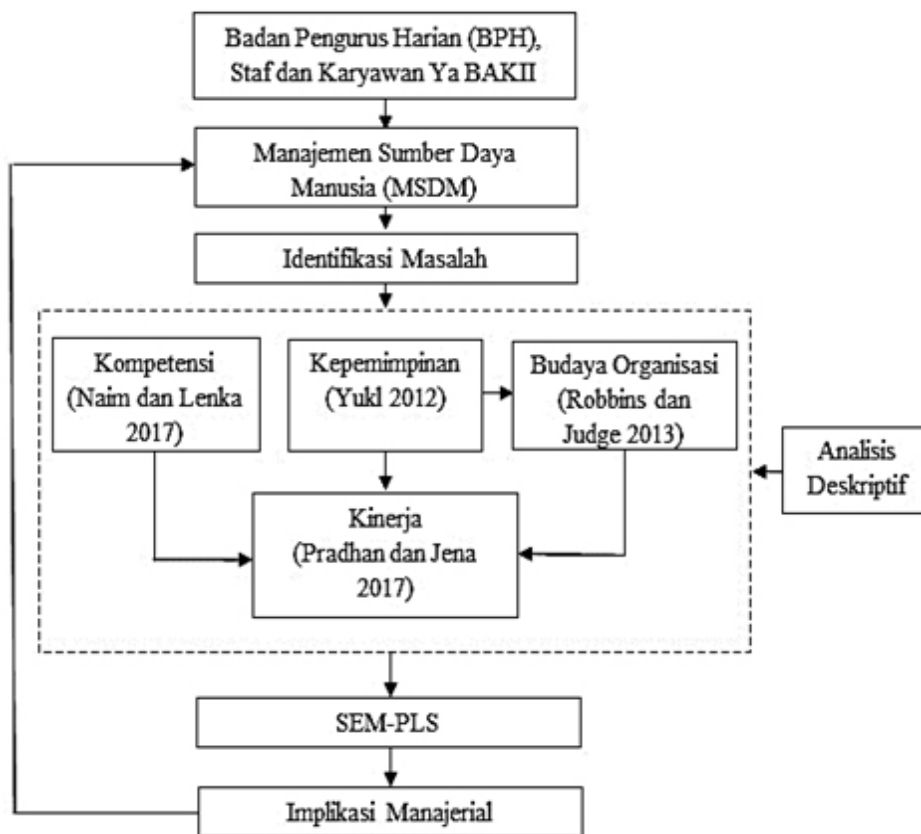 Badan Pengurus Harian (BPH),
Staf dan Karyawan Ya BAKII
Manajemen Sumber Daya
Manusia (MSDM)
Identifikasi Masalah
Kompetensi
(Naim dan Lenka
2017)
Kepemimpinan
(Yukl 2012)
Budaya Organisasi
(Robbins dan
Judge 2013)
Analisis
Deskriptif
Kinerja
(Pradhan dan Jena
2017)
SEM-PLS
Implikasi Manajerial